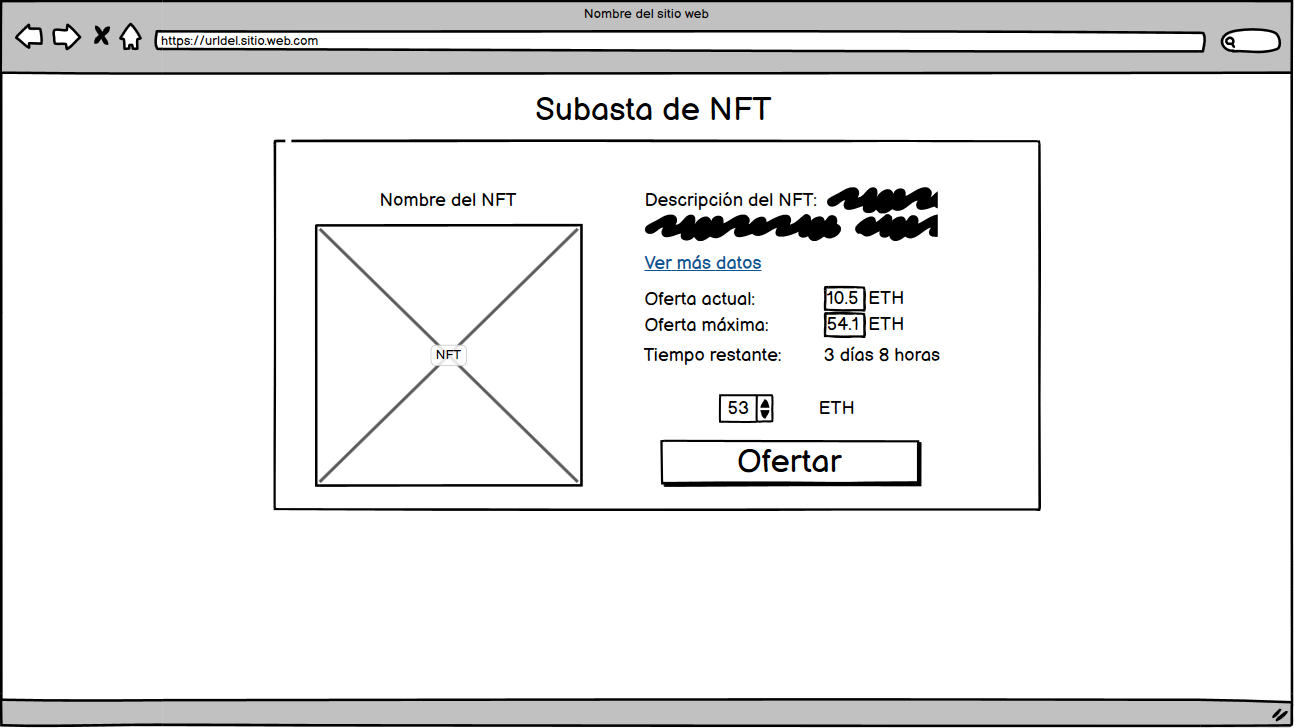 Nombre del sitio web
https://urldel.sitio.web.com
Subasta de NFT
Nombre del NFT
NFT
Descripción del NFT:
Ver más datos
Oferta actual: 10.5 ETH
Oferta máxima: 54.1 ETH
Tiempo restante: 3 días 8 horas
53 ETH
Ofertar